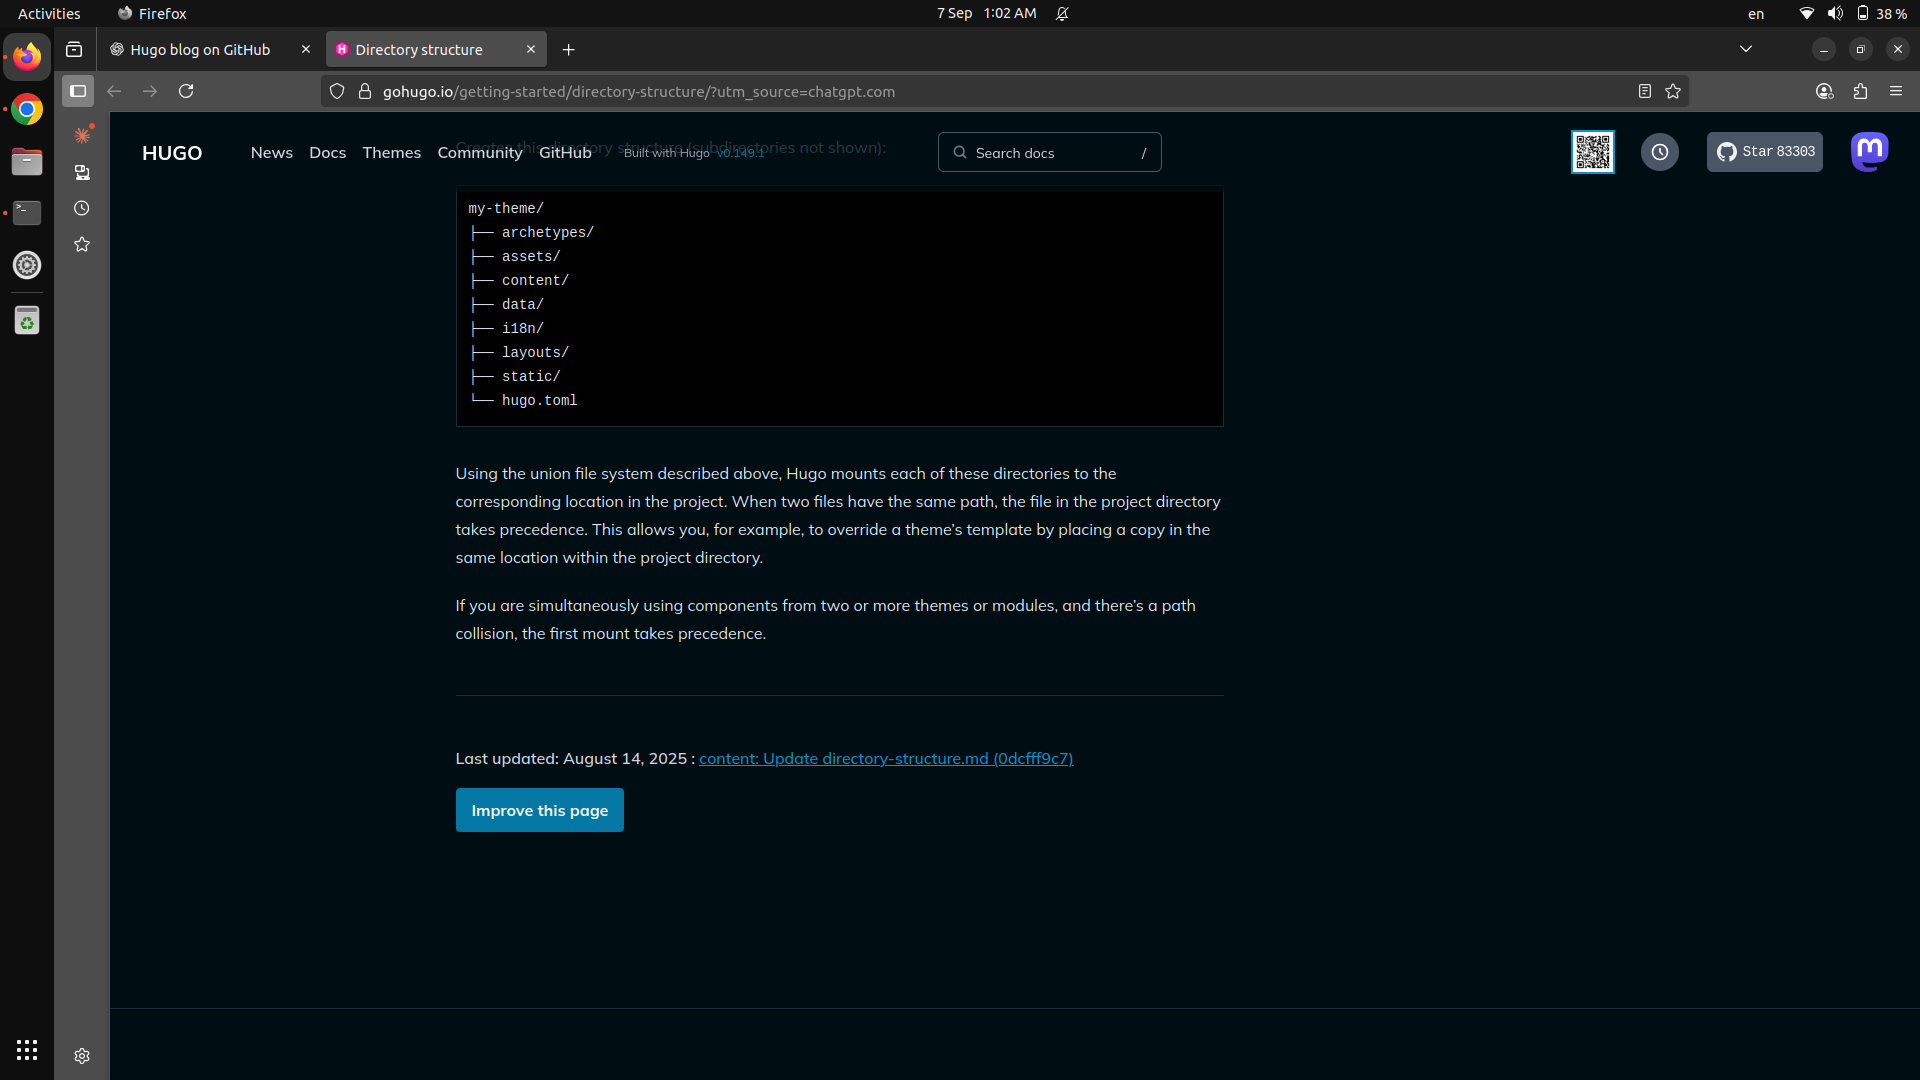 Activities Firefox 7 Sep 1:02 AM en 38 %
Hugo blog on GitHub Directory structure
gohugo.io/getting-started/directory-structure/?utm_source=chatgpt.com
HUGO News Docs Themes Community GitHub Built with Hugo v0.149.1 Search docs / Star 83303
Creates this directory structure (subdirectories not shown):
my-theme/
├── archetypes/
├── assets/
├── content/
├── data/
├── i18n/
├── layouts/
├── static/
└── hugo.toml
Using the union file system described above, Hugo mounts each of these directories to the
corresponding location in the project. When two files have the same path, the file in the project directory
takes precedence. This allows you, for example, to override a theme’s template by placing a copy in the
same location within the project directory.
If you are simultaneously using components from two or more themes or modules, and there’s a path
collision, the first mount takes precedence.
Last updated: August 14, 2025 : content: Update directory-structure.md (0dcfff9c7)
Improve this page